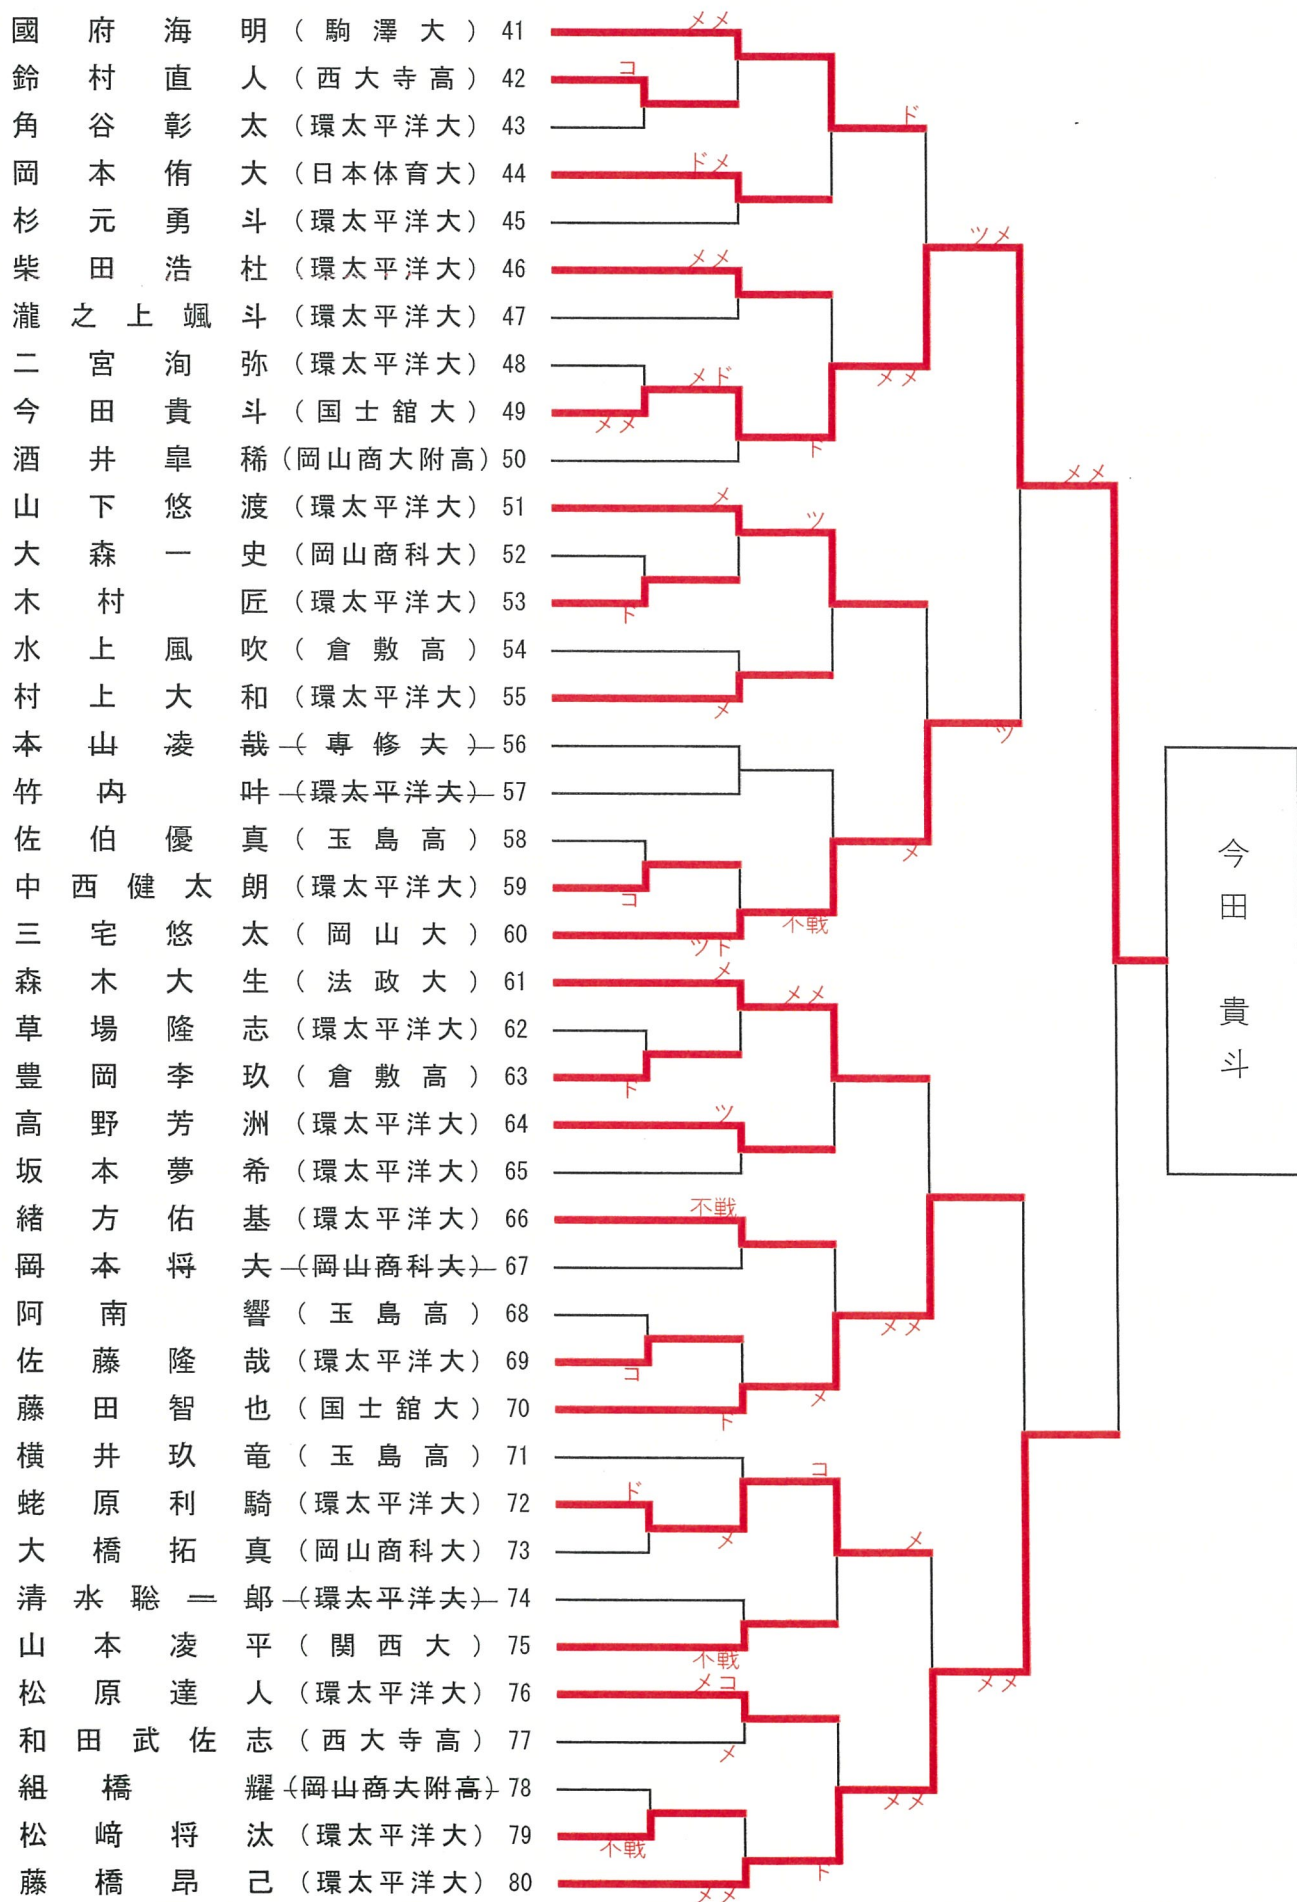 國府海明(駒澤大) 41
鈴村直人(西大寺高) 42
角谷彰太(環太平洋大) 43
岡本侑大(日本体育大) 44
杉元勇斗(環太平洋大) 45
柴田浩杜(環太平洋大) 46
瀧之上颯斗(環太平洋大) 47
二宮洵弥(環太平洋大) 48
今田貴斗(国士舘大) 49
酒井皐稀(岡山商大附高) 50
山下悠渡(環太平洋大) 51
大森一史(岡山商科大) 52
木村匠(環太平洋大) 53
水上風吹(倉敷高) 54
村上大和(環太平洋大) 55
本山凌哉(専修大) 56
竹内叶(環太平洋大) 57
佐伯優真(玉島高) 58
中西健太朗(環太平洋大) 59
三宅悠太(岡山大) 60
森木大生(法政大) 61
草場隆志(環太平洋大) 62
豊岡李玖(倉敷高) 63
高野芳洲(環太平洋大) 64
坂本夢希(環太平洋大) 65
緒方佑基(環太平洋大) 66
岡本将大(岡山商科大) 67
阿南響(玉島高) 68
佐藤隆哉(環太平洋大) 69
藤田智也(国士舘大) 70
横井玖竜(玉島高) 71
蛯原利騎(環太平洋大) 72
大橋拓真(岡山商科大) 73
清水聡一郎(環太平洋大) 74
山本凌平(関西大) 75
松原達人(環太平洋大) 76
和田武佐志(西大寺高) 77
組橋耀(岡山商大附高) 78
松﨑将汰(環太平洋大) 79
藤橋昂己(環太平洋大) 80
コ
メメ
ド
ドメ
メメ
メメ
メド
ド
メメ
ツメ
メ
ド
ツ
メ
コ
ツド
不戦
メ
ツ
メメ
メ
ド
メメ
ツ
不戦
コ
ド
メ
メメ
ド
メ
コ
不戦
メ
メコ
メ
不戦
メメ
ド
メメ
メメ
今田 貴斗